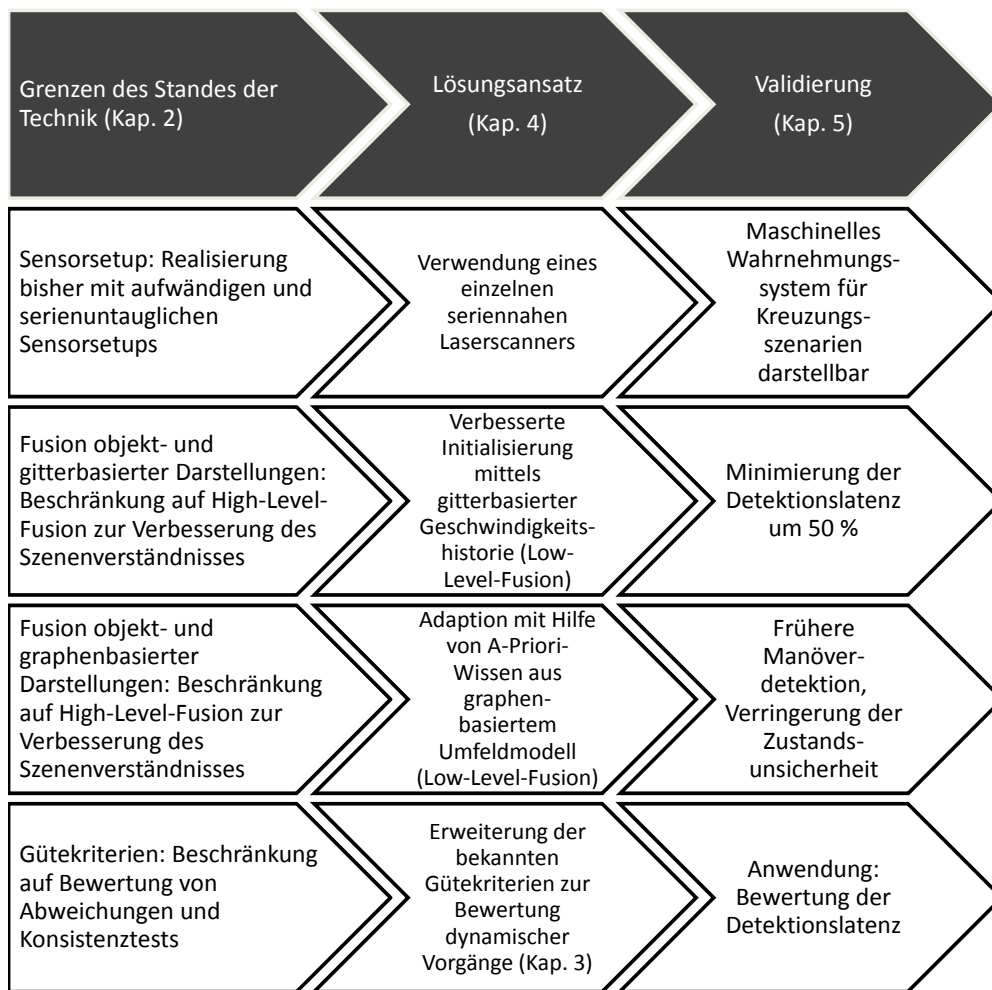 Grenzen des Standes der
Technik (Kap. 2)
Lösungsansatz
(Kap. 4)
Validierung
(Kap. 5)
Sensorsetup: Realisierung
bisher mit aufwändigen und
serienuntauglichen
Sensorsetups
Verwendung eines
einzelnen
seriennahen
Laserscanners
Maschinelles
Wahrnehmungs-
system für
Kreuzungs-
szenarien
darstellbar
Fusion objekt- und
gitterbasierter Darstellungen:
Beschränkung auf High-Level-
Fusion zur Verbesserung des
Szenenverständnisses
Verbesserte
Initialisierung
mittels
gitterbasierter
Geschwindigkeits-
historie (Low-
Level-Fusion)
Minimierung der
Detektionslatenz
um 50 %
Fusion objekt- und
graphenbasierter
Darstellungen: Beschränkung
auf High-Level-Fusion zur
Verbesserung des
Szenenverständnisses
Adaption mit Hilfe
von A-Priori-
Wissen aus
graphen-
basiertem
Umfeldmodell
(Low-Level-Fusion)
Frühere
Manöver-
detektion,
Verringerung der
Zustands-
unsicherheit
Gütekriterien: Beschränkung
auf Bewertung von
Abweichungen und
Konsistenztests
Erweiterung der
bekannten
Gütekriterien zur
Bewertung
dynamischer
Vorgänge (Kap. 3)
Anwendung:
Bewertung der
Detektionslatenz